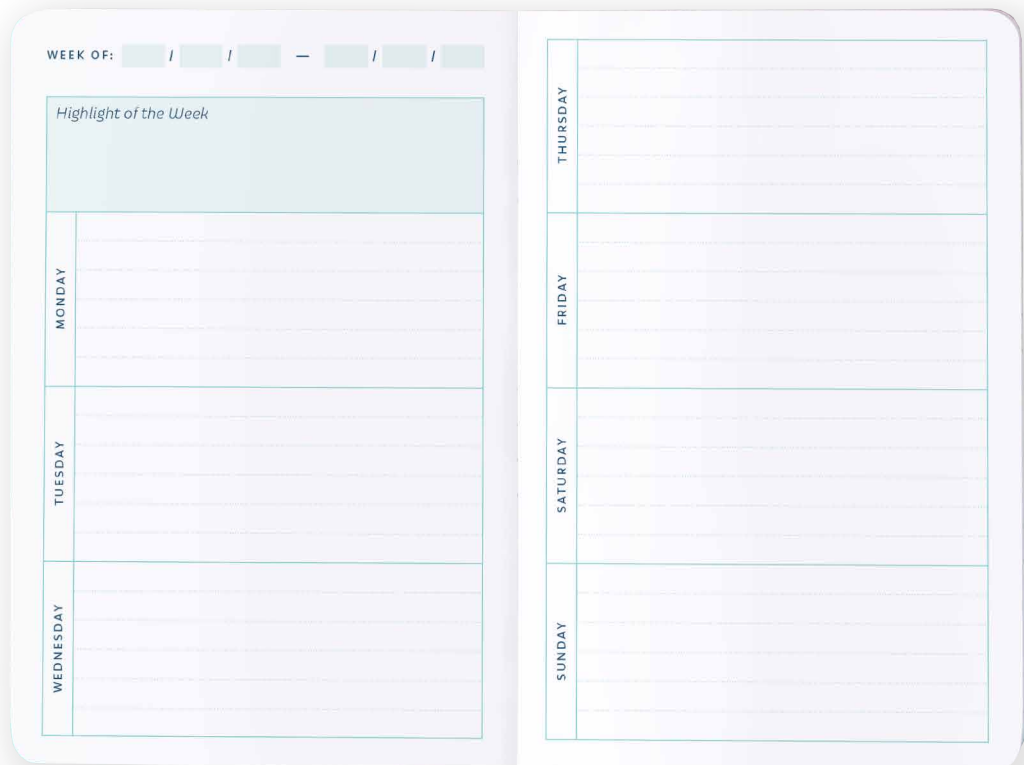 WEEK OF: / / — / /
Highlight of the Week
MONDAY
TUESDAY
WEDNESDAY
THURSDAY
FRIDAY
SATURDAY
SUNDAY